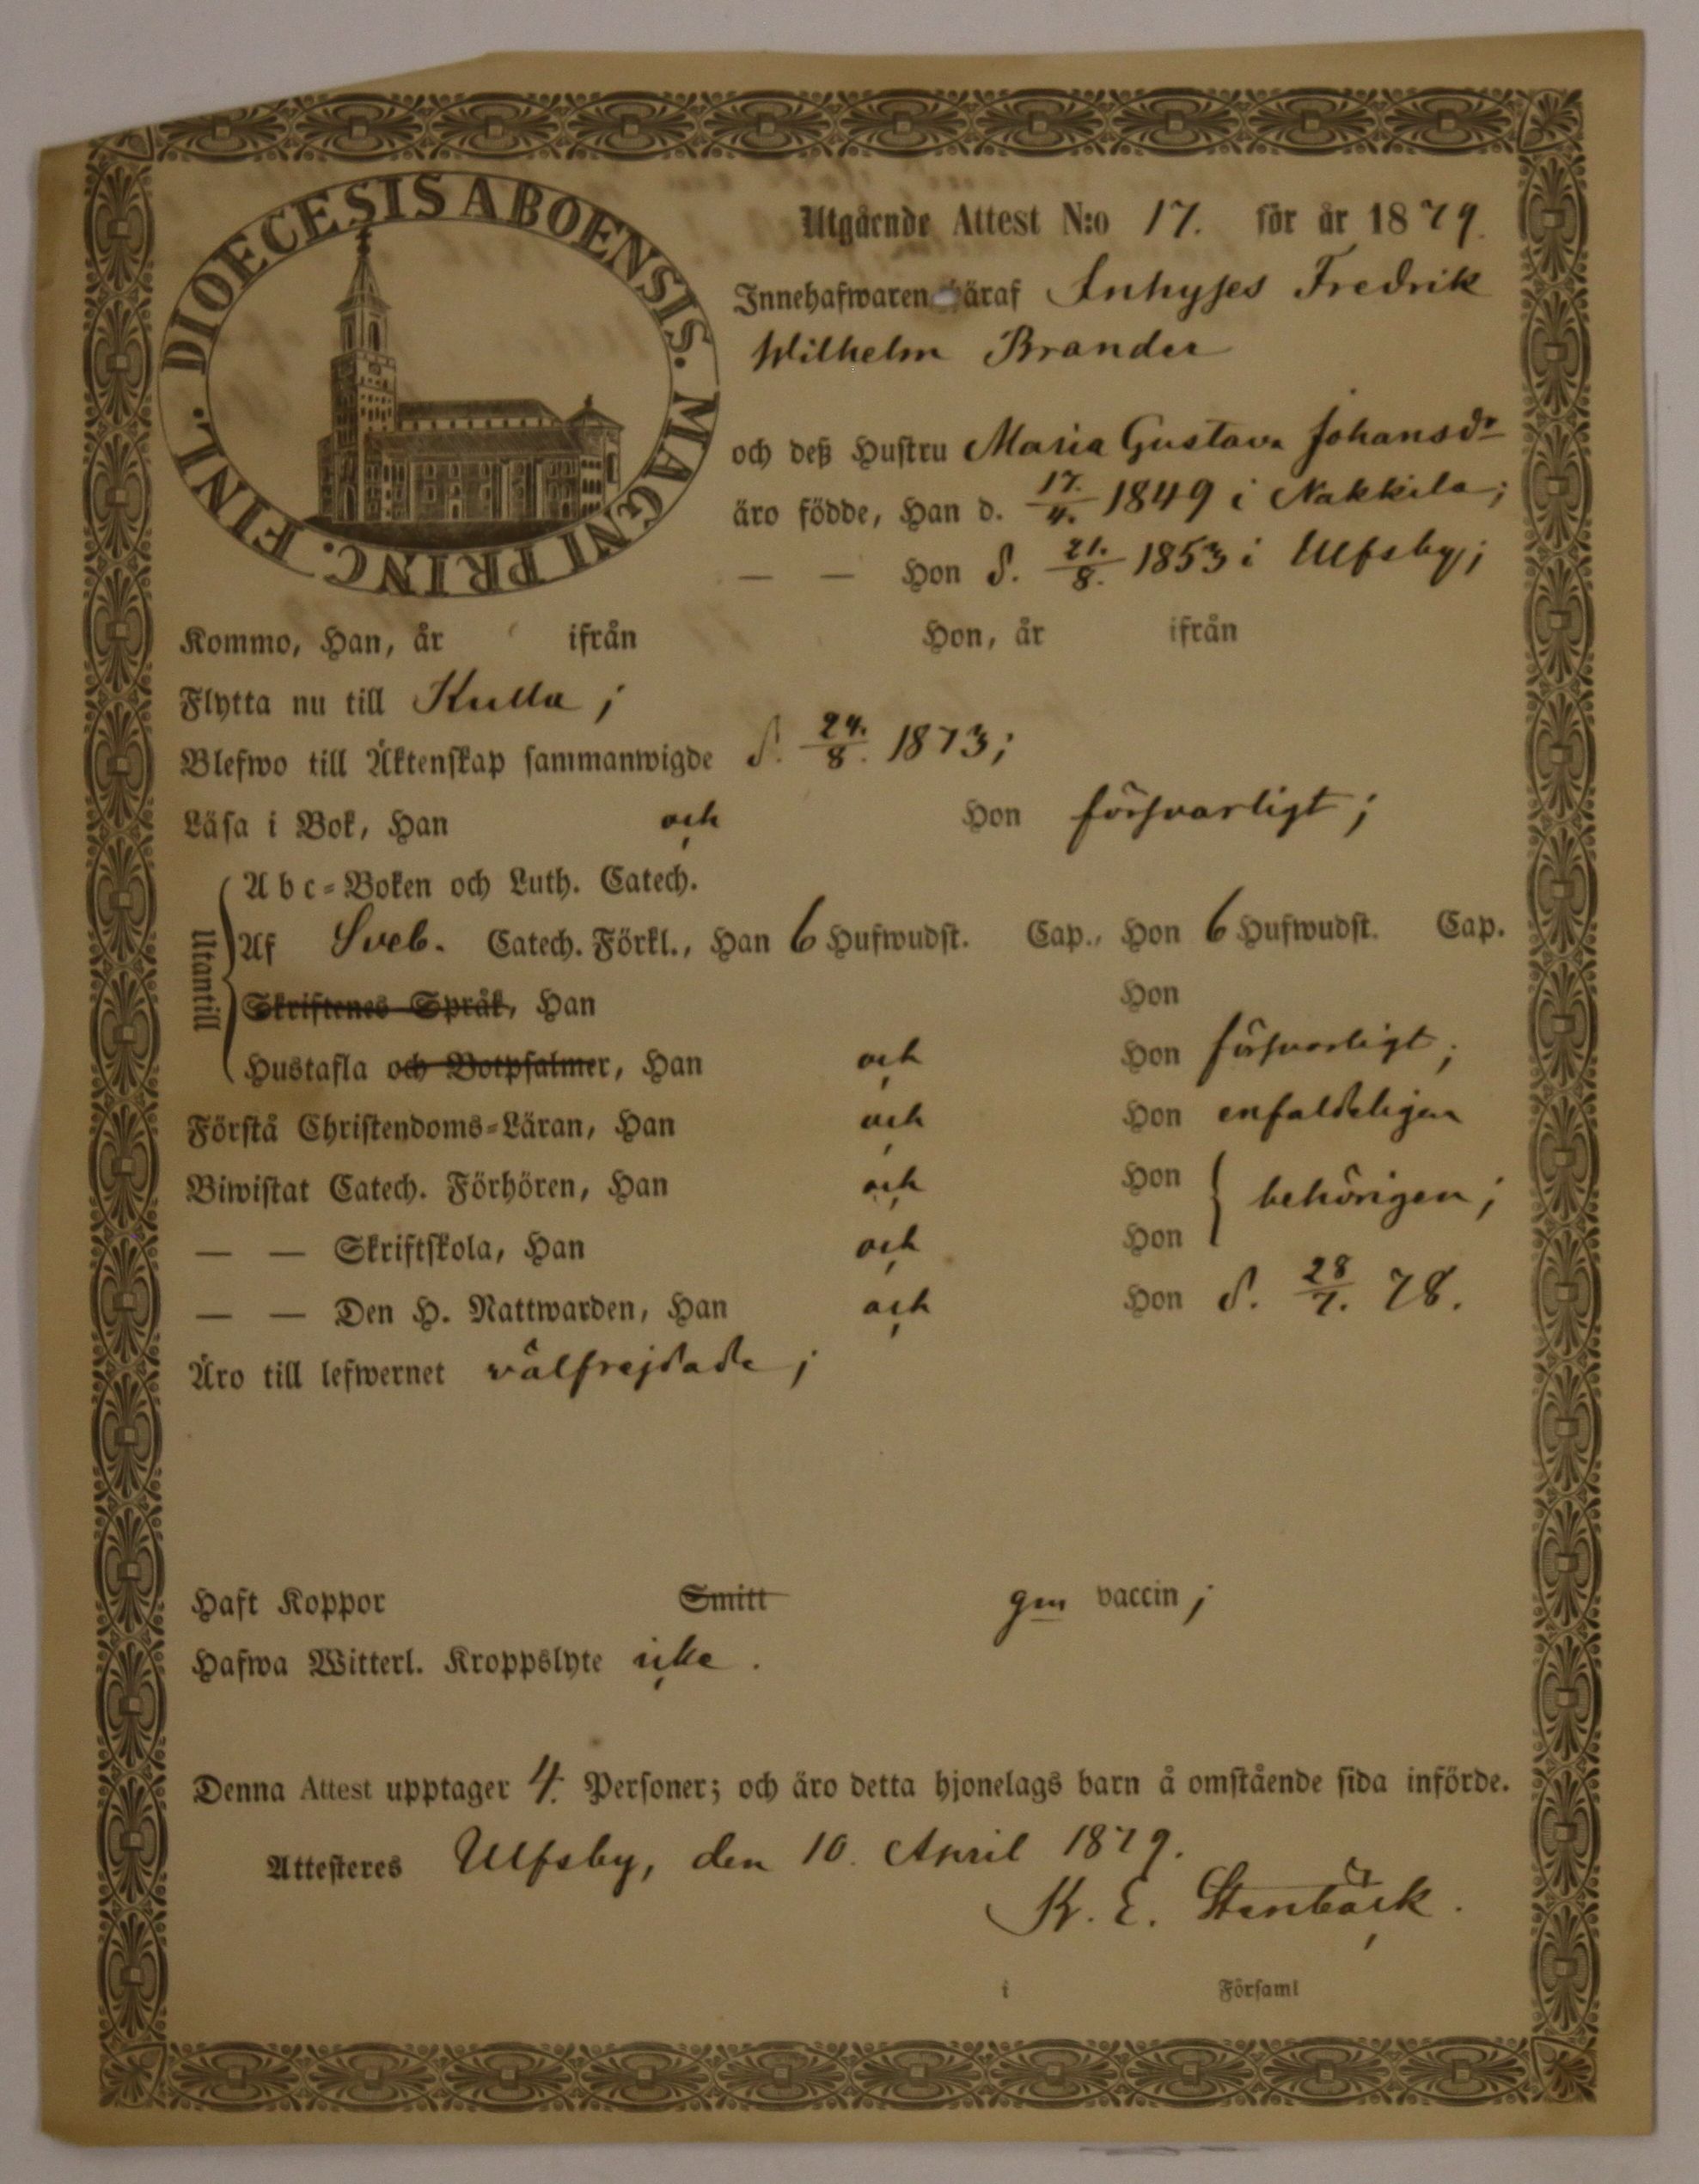 DIOECESIS ABOENSIS. MAGNI PRINC. FINL.
Utgående Attest N:o 17. för år 1879.
Innehafwaren häraf Inhyses Fredrik
Wilhelm Brander
och deß Hustru Maria Gustava Johansdr
äro födde, Han d. 17./4. 1849 i Nakkila;
— — Hon d. 21./8. 1853 i Ulfsby;
Kommo, Han, år ifrån Hon, år ifrån
Flytta nu till Kulla;
Blefwo till Äktenskap sammanwigde d. 24./8. 1873;
Läsa i Bok, Han och Hon försvarligt;
Utantill
Abc-Boken och Luth. Catech.
Af Sveb. Catech. Förkl., Han 6 Hufwudst. Cap., Hon 6 Hufwudst. Cap.
Skriftenes Språk, Han Hon
Hustafla och Botpsalmer, Han och Hon försvarligt;
Förstå Christendoms-Läran, Han och Hon enfaldeligen
Biwistat Catech. Förhören, Han och Hon behörigen;
— — Skriftskola, Han och Hon
— — Den H. Nattwarden, Han och Hon d. 28/7. 78.
Äro till lefwernet välfrejdade;
Haft Koppor Smitt gm vaccin;
Hafwa Witterl. Kroppslyte icke.
Denna Attest upptager 4. Personer; och äro detta hjonelags barn å omstående sida införde.
Attesteres Ulfsby, den 10. April 1879.
K. E. Stenbäck.
i Församl